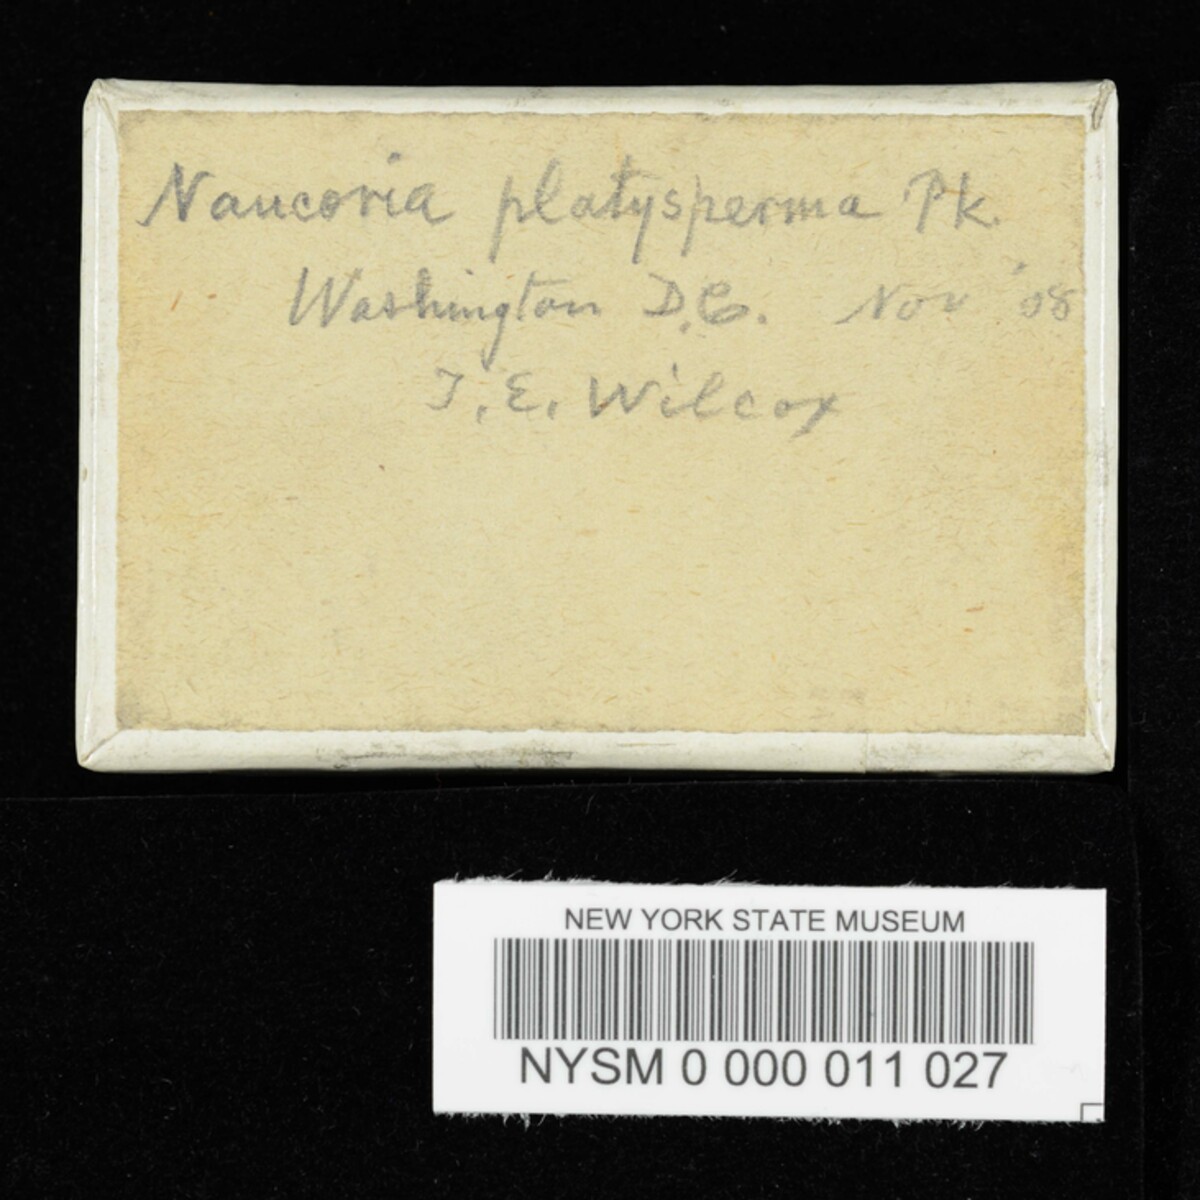 Naucoria platysperma Pk.
Washington D.C. Nov '08
T. E. Wilcox
NEW YORK STATE MUSEUM
NYSM 0 000 011 027